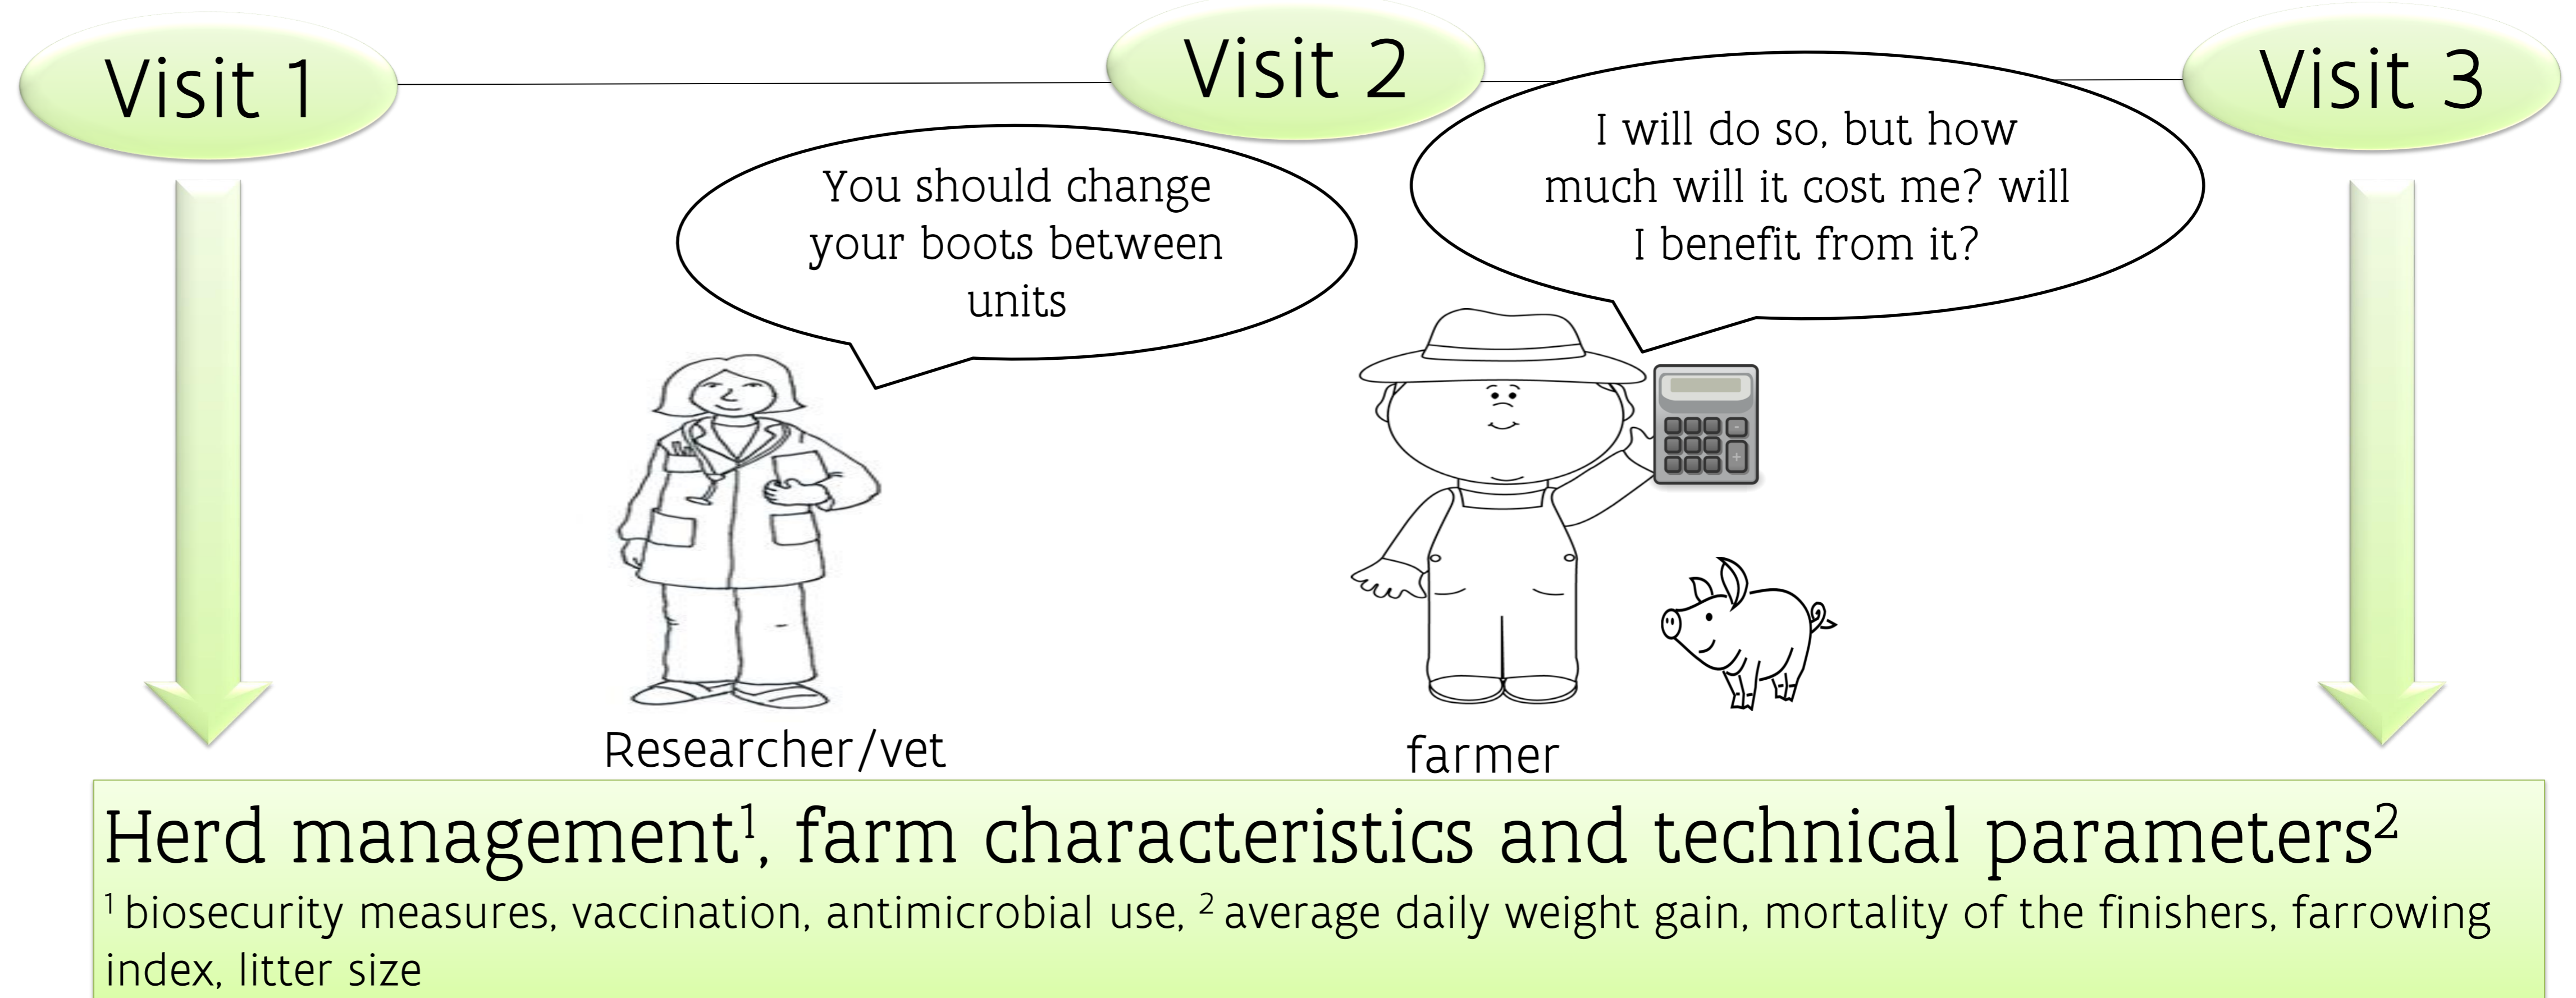 Visit 1
Visit 2
Visit 3
You should change
your boots between
units
I will do so, but how
much will it cost me? will
I benefit from it?
Researcher/vet
farmer
Herd management¹, farm characteristics and technical parameters²
¹ biosecurity measures, vaccination, antimicrobial use, ² average daily weight gain, mortality of the finishers, farrowing
index, litter size